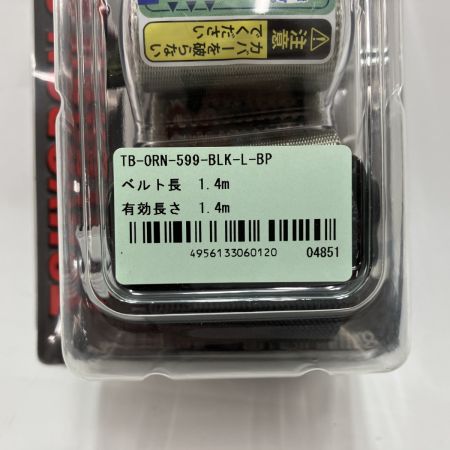 注意
カバーを破らない
でください
TB-ORN-599-BLK-L-BP
ベルト長 1.4m
有効長さ 1.4m
4956133060120 04851